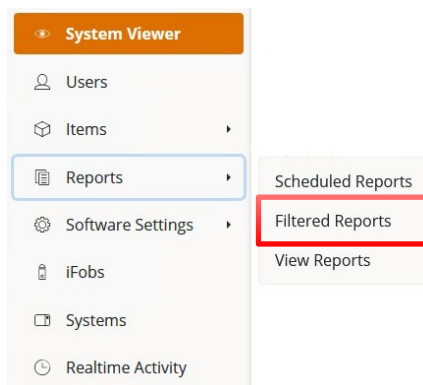 System Viewer
Users
Items
Reports
Software Settings
iFobs
Systems
Realtime Activity
Scheduled Reports
Filtered Reports
View Reports